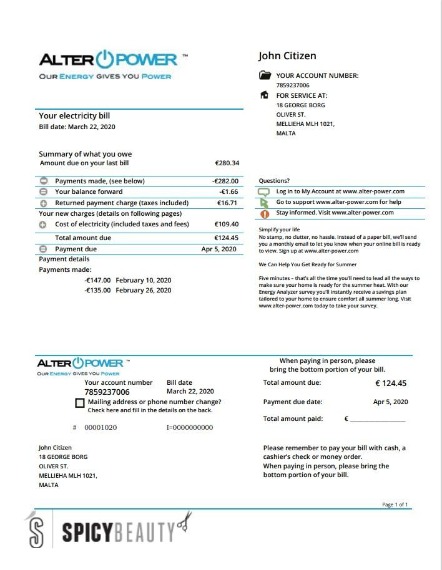 ALTER POWER ™
OUR ENERGY GIVES YOU POWER
John Citizen
YOUR ACCOUNT NUMBER:
7859237006
FOR SERVICE AT:
18 GEORGE BORG
OLIVER ST.
MELLIEHA MLH 1021,
MALTA
Your electricity bill
Bill date: March 22, 2020
Summary of what you owe
Amount due on your last bill €280.34
Payments made, (see below) -€282.00
Your balance forward -€1.66
Returned payment charge (taxes included) €16.71
Your new charges (details on following pages)
Cost of electricity (included taxes and fees) €109.40
Total amount due €124.45
Payment due Apr 5, 2020
Payment details
Payments made:
-€147.00 February 10, 2020
-€135.00 February 26, 2020
Questions?
Log in to My Account at www.alter-power.com
Go to support www.alter-power.com for help
Stay informed. Visit www.alter-power.com
Simplify your life
No stamp, no clutter, no hassle. Instead of a paper bill, we'll send
you a monthly email to let you know when your online bill is ready
to view. Sign up at www.alter-power.com
We Can Help You Get Ready for Summer
Five minutes – that's all the time you'll need to lead all the ways to
make sure your home is ready for the summer heat. With our
Energy Analyzer survey you'll instantly receive a savings plan
tailored to your home to ensure comfort all summer long. Visit
www.alter-power.com today to take your survey.
ALTER POWER ™
OUR ENERGY GIVES YOU POWER
Your account number Bill date
7859237006 March 22, 2020
Mailing address or phone number change?
Check here and fill in the details on the back.
# 00001020 I=0000000000
John Citizen
18 GEORGE BORG
OLIVER ST.
MELLIEHA MLH 1021,
MALTA
When paying in person, please
bring the bottom portion of your bill.
Total amount due: € 124.45
Payment due date: Apr 5, 2020
Total amount paid: €
Please remember to pay your bill with cash, a
cashier's check or money order.
When paying in person, please bring the
bottom portion of your bill.
Page 1 of 1
SPICYBEAUTY